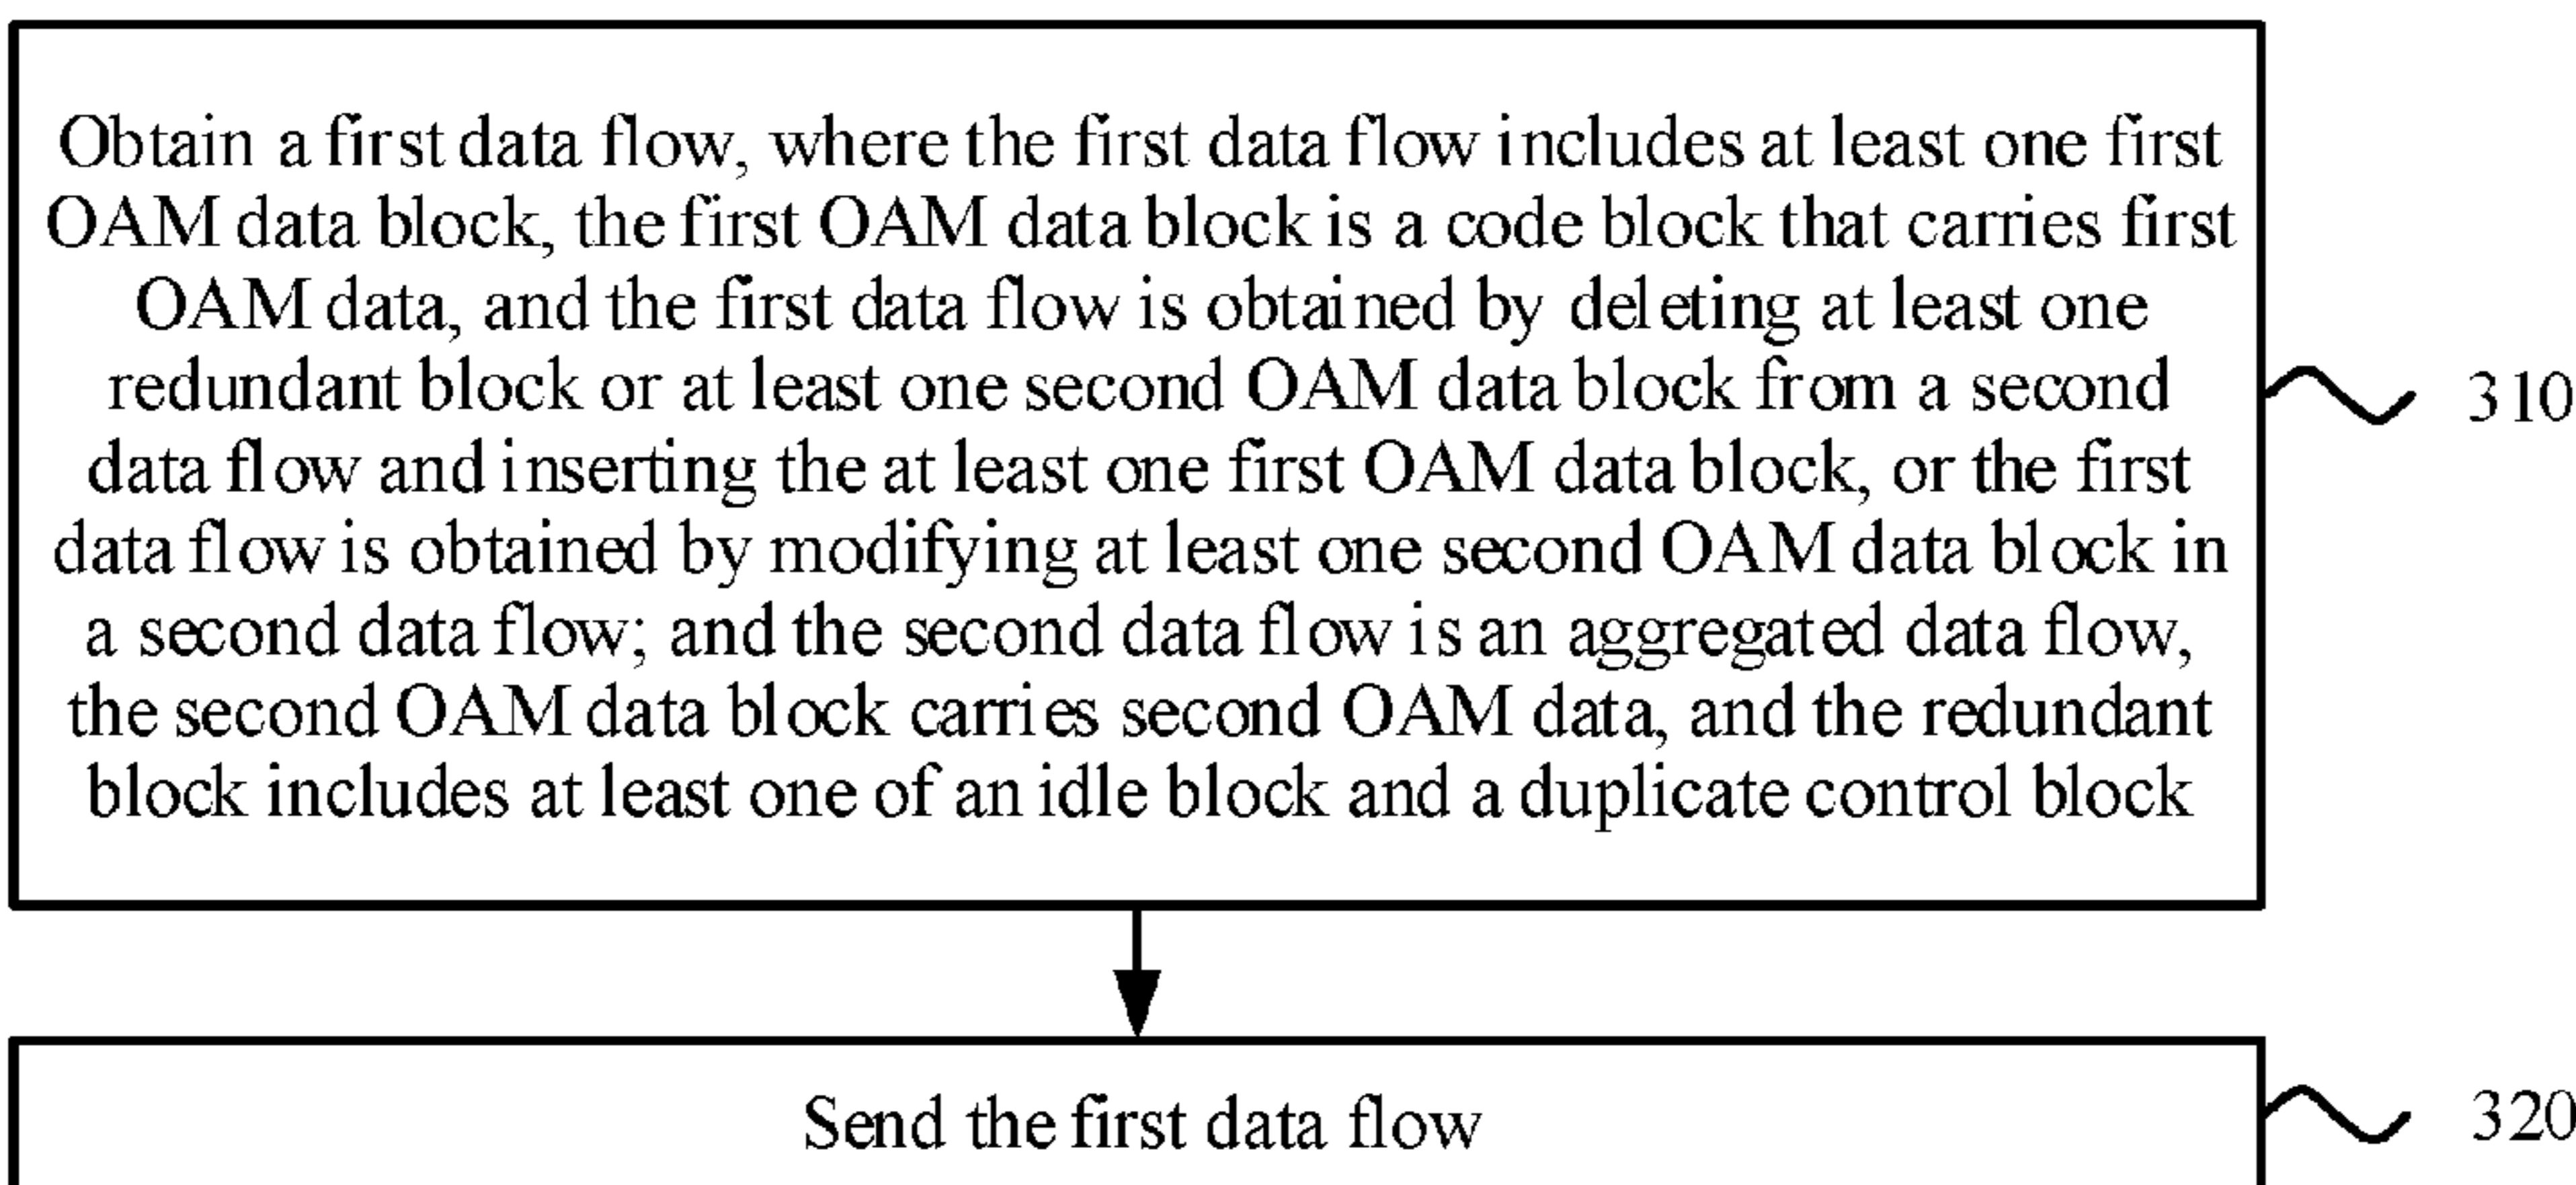 Obtain a first data flow, where the first data flow includes at least one first
OAM data block, the first OAM data block is a code block that carries first
OAM data, and the first data flow is obtained by deleting at least one
redundant block or at least one second OAM data block from a second
data flow and inserting the at least one first OAM data block, or the first
data flow is obtained by modifying at least one second OAM data block in
a second data flow; and the second data flow is an aggregated data flow,
the second OAM data block carries second OAM data, and the redundant
block includes at least one of an idle block and a duplicate control block
310
Send the first data flow
320